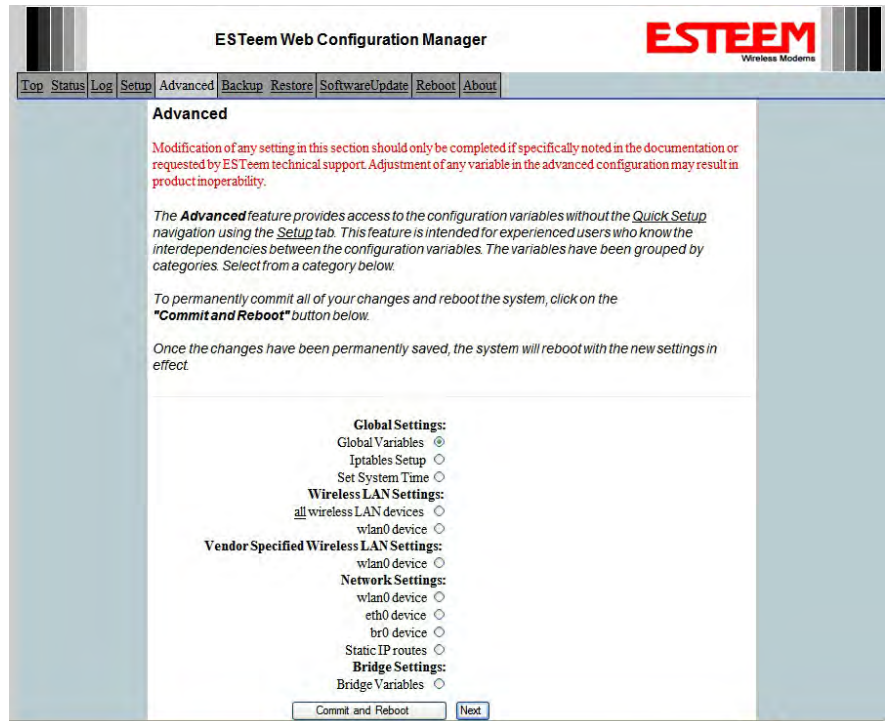 ESTeem Web Configuration Manager
ESTEEM
Wireless Modems
Top Status Log Setup Advanced Backup Restore SoftwareUpdate Reboot About
Advanced
Modification of any setting in this section should only be completed if specifically noted in the documentation or
requested by ESTeem technical support. Adjustment of any variable in the advanced configuration may result in
product inoperability.
The Advanced feature provides access to the configuration variables without the Quick Setup
navigation using the Setup tab. This feature is intended for experienced users who know the
interdependencies between the configuration variables. The variables have been grouped by
categories. Select from a category below.
To permanently commit all of your changes and reboot the system, click on the
"Commit and Reboot" button below.
Once the changes have been permanently saved, the system will reboot with the new settings in
effect.
Global Settings:
Global Variables
Iptables Setup
Set System Time
Wireless LAN Settings:
all wireless LAN devices
wlan0 device
Vendor Specified Wireless LAN Settings:
wlan0 device
Network Settings:
wlan0 device
eth0 device
br0 device
Static IP routes
Bridge Settings:
Bridge Variables
Commit and Reboot Next